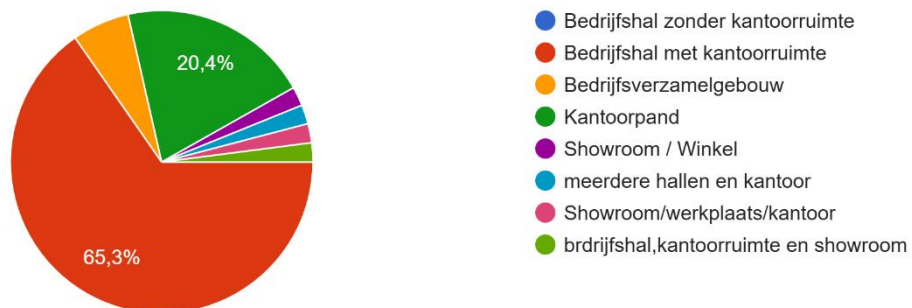 20,4%
65,3%
Bedrijfshal zonder kantoorruimte
Bedrijfshal met kantoorruimte
Bedrijfsverzamelgebouw
Kantoorpand
Showroom / Winkel
meerdere hallen en kantoor
Showroom/werkplaats/kantoor
brdrijfshal,kantoorruimte en showroom